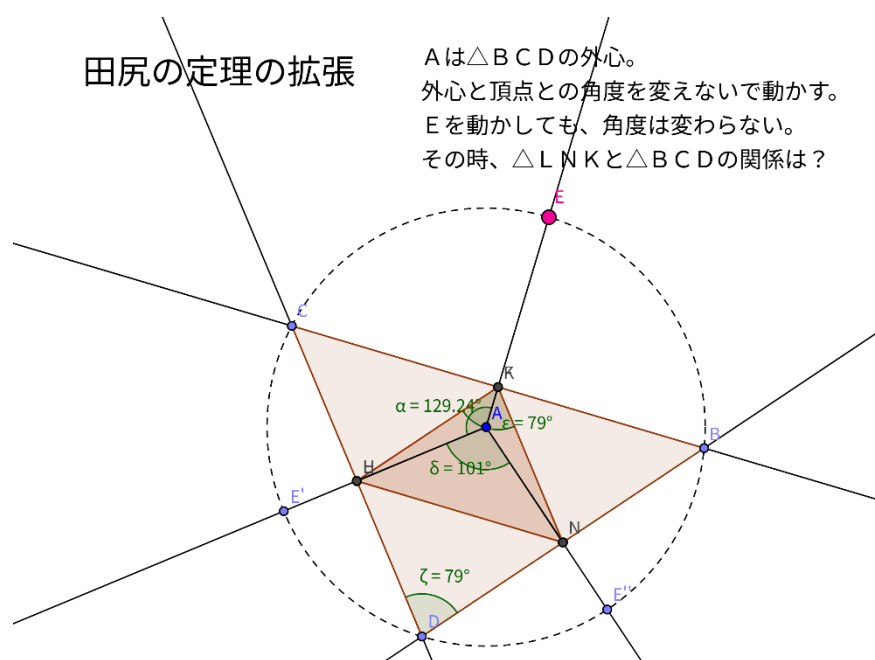 田尻の定理の拡張
Aは△BCDの外心。
外心と頂点との角度を変えないで動かす。
Eを動かしても、角度は変わらない。
その時、△LNKと△BCDの関係は？
E
C
K
α = 129.24°
A
ε = 79°
B
H
δ = 101°
E'
N
ζ = 79°
E''
D